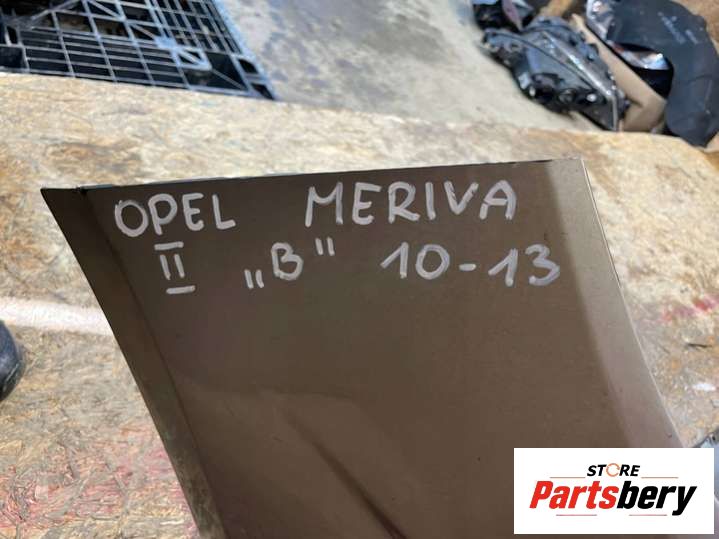 OPEL MERIVA
II „B" 10-13
STORE
Partsbery